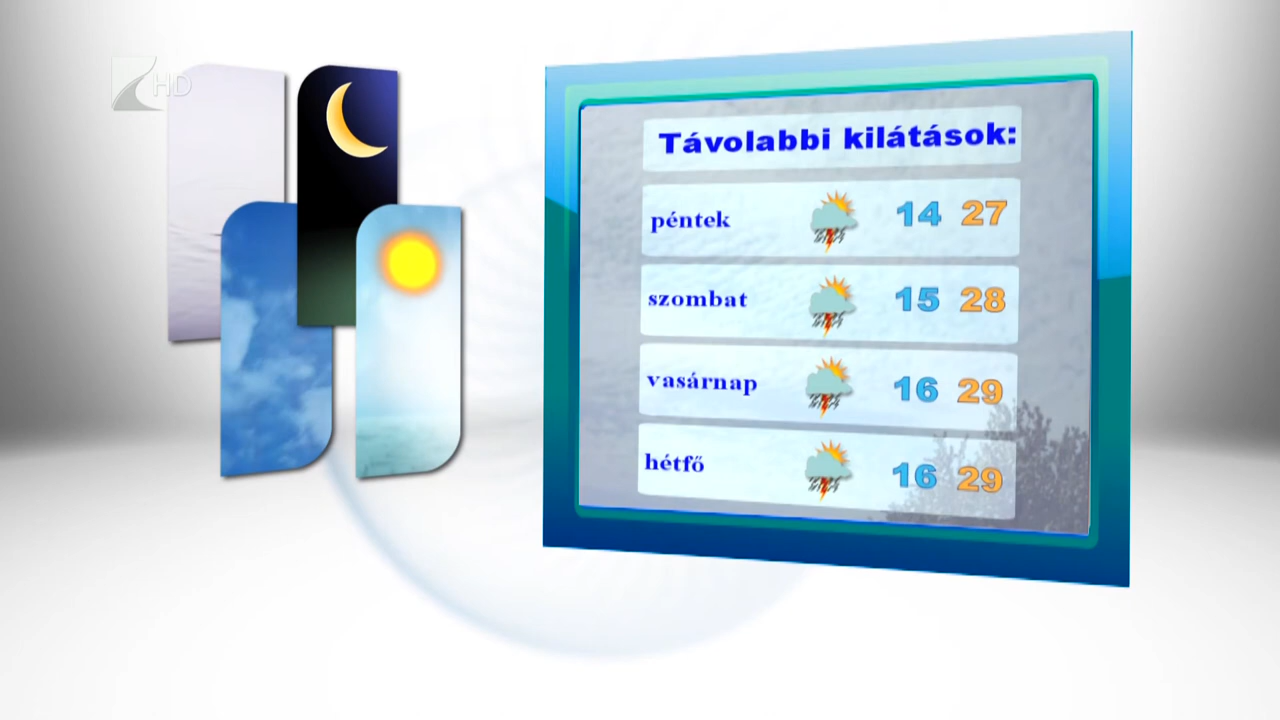 HD
Távolabbi kilátások:
péntek 14 27
szombat 15 28
vasárnap 16 29
hétfő 16 29